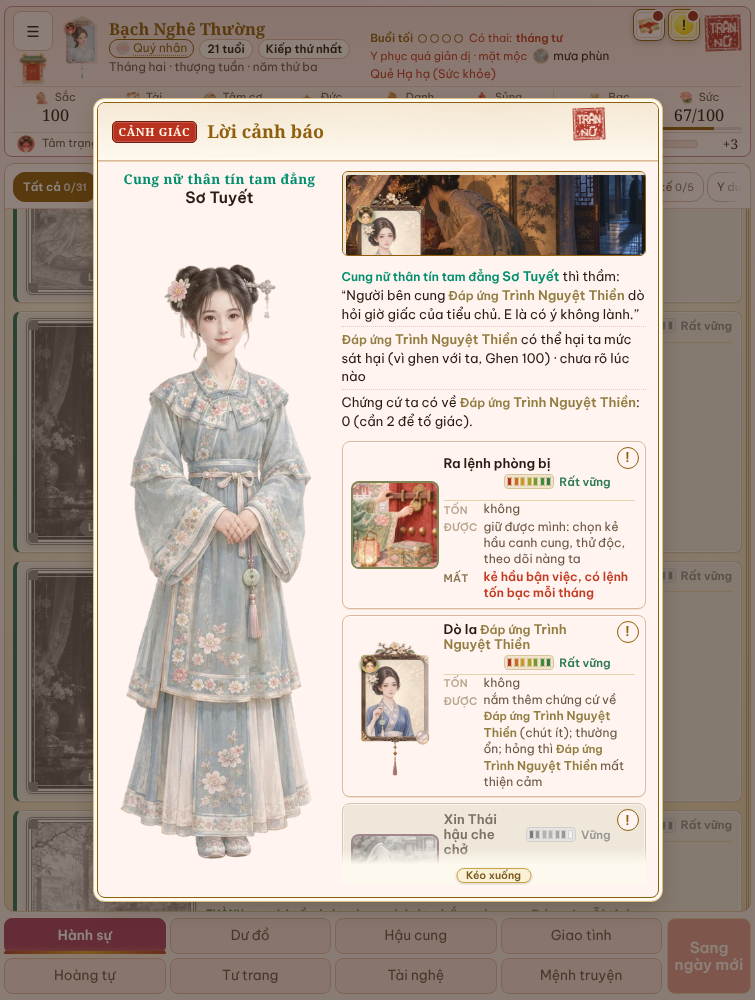 ☰
Bạch Nghê Thường
Quý nhân
21 tuổi
Kiếp thứ nhất
Tháng hai · thượng tuần · năm thứ ba
Buổi tối
Có thai: tháng tư
Y phục quá giản dị · mặt mộc
mưa phùn
Quẻ Hạ hạ (Sức khỏe)
!
TRÂN NỮ
Sắc
Tài
Tâm cơ
Đức
Danh
Sủng
Bạc
Sức
100
67/100
Tâm trạng
+3
Tất cả 0/31
0/5
Y
Rất vững
Rất vững
Rất vững
CẢNH GIÁC
Lời cảnh báo
TRÂN NỮ
Cung nữ thân tín tam đẳng
Sơ Tuyết
Cung nữ thân tín tam đẳng Sơ Tuyết thì thầm:
“Người bên cung Đáp ứng Trình Nguyệt Thiền dò
hỏi giờ giấc của tiểu chủ. E là có ý không lành.”
Đáp ứng Trình Nguyệt Thiền có thể hại ta mức
sát hại (vì ghen với ta, Ghen 100) · chưa rõ lúc
nào
Chứng cứ ta có về Đáp ứng Trình Nguyệt Thiền:
0 (cần 2 để tố giác).
Ra lệnh phòng bị
!
Rất vững
TỐN không
ĐƯỢC giữ được mình: chọn kẻ
hầu canh cung, thử độc,
theo dõi nàng ta
MẤT kẻ hầu bận việc, có lệnh
tốn bạc mỗi tháng
Dò la Đáp ứng Trình
Nguyệt Thiền
!
Rất vững
TỐN không
ĐƯỢC nắm thêm chứng cứ về
Đáp ứng Trình Nguyệt
Thiền (chút ít); thường
ổn; hỏng thì Đáp ứng
Trình Nguyệt Thiền mất
thiện cảm
Xin Thái
hậu che
chở
Vững
!
Kéo xuống
Hành sự
Dư đồ
Hậu cung
Giao tình
Hoàng tự
Tư trang
Tài nghệ
Mệnh truyện
Sang
ngày mới